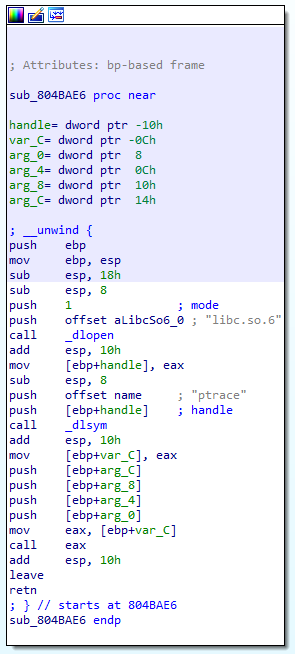 ; Attributes: bp-based frame
sub_804BAE6 proc near
handle= dword ptr -10h
var_C= dword ptr -0Ch
arg_0= dword ptr  8
arg_4= dword ptr  0Ch
arg_8= dword ptr  10h
arg_C= dword ptr  14h
; __unwind {
push    ebp
mov     ebp, esp
sub     esp, 18h
sub     esp, 8
push    1               ; mode
push    offset aLibcSo6_0 ; "libc.so.6"
call    _dlopen
add     esp, 10h
mov     [ebp+handle], eax
sub     esp, 8
push    offset name     ; "ptrace"
push    [ebp+handle]    ; handle
call    _dlsym
add     esp, 10h
mov     [ebp+var_C], eax
push    [ebp+arg_C]
push    [ebp+arg_8]
push    [ebp+arg_4]
push    [ebp+arg_0]
mov     eax, [ebp+var_C]
call    eax
add     esp, 10h
leave
retn
; } // starts at 804BAE6
sub_804BAE6 endp